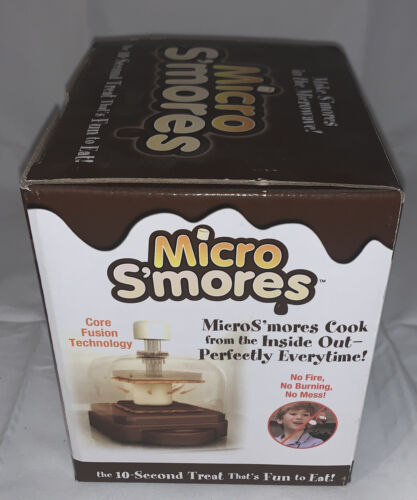 Micro
S'mores
the 10-Second Treat That's Fun to Eat!
Make S'mores
in the Microwave!
Micro
S'mores™
Core
Fusion
Technology
MicroS'mores Cook
from the Inside Out–
Perfectly Everytime!
No Fire,
No Burning,
No Mess!
the 10-Second Treat That's Fun to Eat!